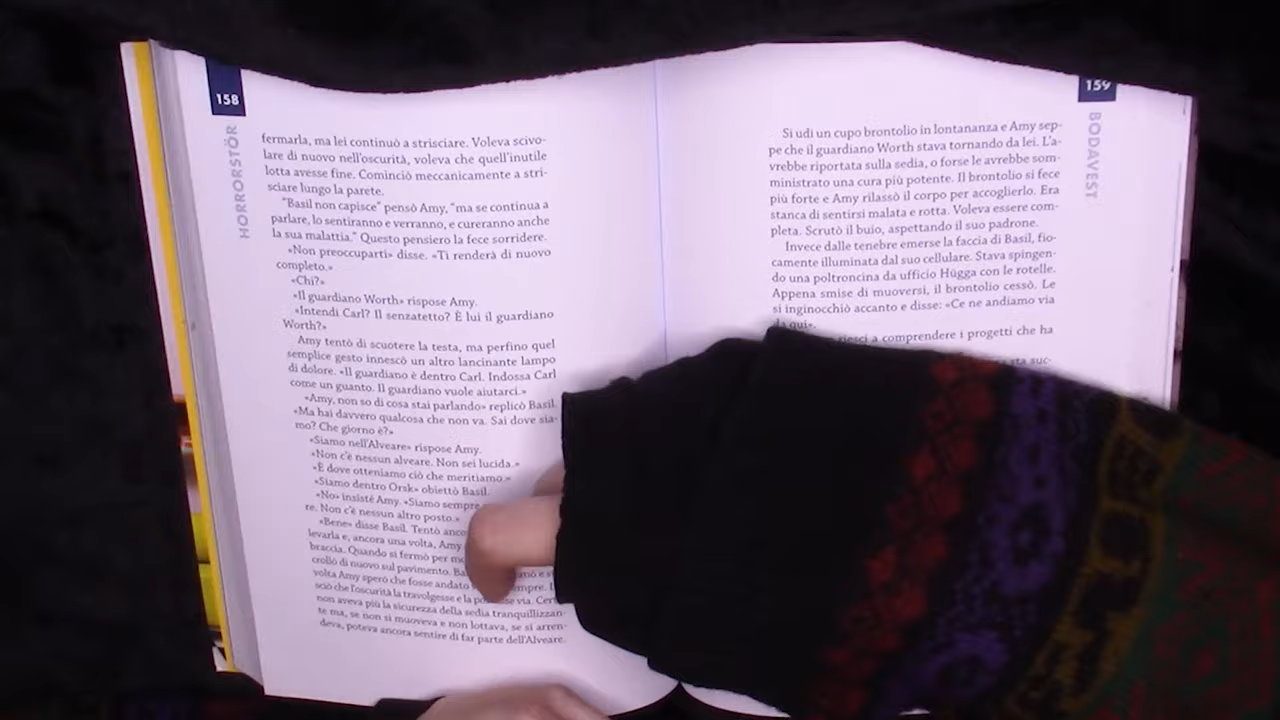 158
HORRORSTÖR
fermarla, ma lei continuò a strisciare. Voleva scivo-
lare di nuovo nell'oscurità, voleva che quell'inutile
lotta avesse fine. Cominciò meccanicamente a stri-
sciare lungo la parete.
"Basil non capisce" pensò Amy, "ma se continua a
parlare, lo sentiranno e verranno, e cureranno anche
la sua malattia." Questo pensiero la fece sorridere.
«Non preoccuparti» disse. «Ti renderà di nuovo
completo.»
«Chi?»
«Il guardiano Worth» rispose Amy.
«Intendi Carl? Il senzatetto? È lui il guardiano
Worth?»
Amy tentò di scuotere la testa, ma perfino quel
semplice gesto innescò un altro lancinante lampo
di dolore. «Il guardiano è dentro Carl. Indossa Carl
come un guanto. Il guardiano vuole aiutarci.»
«Amy, non so di cosa stai parlando» replicò Basil.
«Ma hai davvero qualcosa che non va. Sai dove sia-
mo? Che giorno è?»
«Siamo nell'Alveare» rispose Amy.
«Non c'è nessun alveare. Non sei lucida.»
«È dove otteniamo ciò che meritiamo.»
«Siamo dentro Orsk» obiettò Basil.
«No» insisté Amy. «Siamo sempre
re. Non c'è nessun altro posto.»
«Bene» disse Basil. Tentò
levarla e, ancora una volta, Amy
braccia. Quando si fermò per
crollò di nuovo sul pavimento.
volta Amy sperò che fosse andato
sciò che l'oscurità la travolgesse e la via.
non aveva più la sicurezza della sedia tranquillizzan-
te ma, se non si muoveva e non lottava, se si arren-
deva, poteva ancora sentire di far parte dell'Alveare.
159
BODAVEST
Si udì un cupo brontolio in lontananza e Amy sep-
pe che il guardiano Worth stava tornando da lei. L'a-
vrebbe riportata sulla sedia, o forse le avrebbe som-
ministrato una cura più potente. Il brontolio si fece
più forte e Amy rilassò il corpo per accoglierlo. Era
stanca di sentirsi malata e rotta. Voleva essere com-
pleta. Scrutò il buio, aspettando il suo padrone.
Invece dalle tenebre emerse la faccia di Basil, fio-
camente illuminata dal suo cellulare. Stava spingen-
do una poltroncina da ufficio Hügga con le rotelle.
Appena smise di muoversi, il brontolio cessò. Le
si inginocchiò accanto e disse: «Ce ne andiamo via
da qui».
riesci a comprendere i progetti che ha